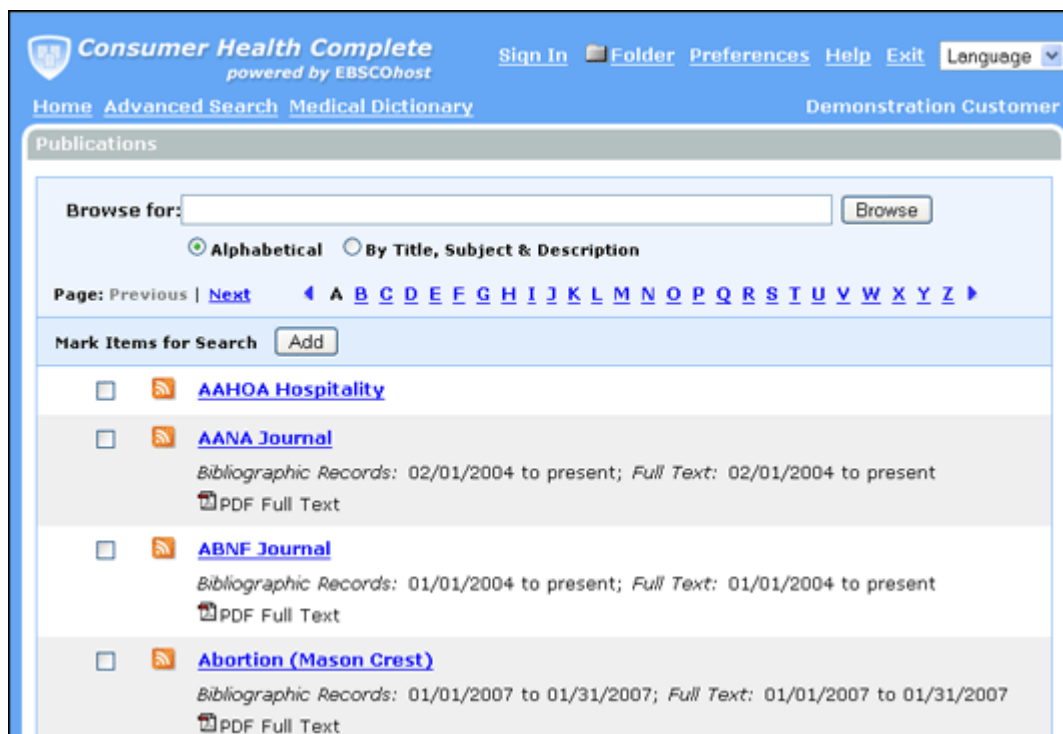 Consumer Health Complete
powered by EBSCOhost
Sign In Folder Preferences Help Exit Language
Home Advanced Search Medical Dictionary
Demonstration Customer
Publications
Browse for: Browse
Alphabetical By Title, Subject & Description
Page: Previous | Next A B C D E F G H I J K L M N O P Q R S T U V W X Y Z
Mark Items for Search Add
AAHOA Hospitality
AANA Journal
Bibliographic Records: 02/01/2004 to present; Full Text: 02/01/2004 to present
PDF Full Text
ABNF Journal
Bibliographic Records: 01/01/2004 to present; Full Text: 01/01/2004 to present
PDF Full Text
Abortion (Mason Crest)
Bibliographic Records: 01/01/2007 to 01/31/2007; Full Text: 01/01/2007 to 01/31/2007
PDF Full Text